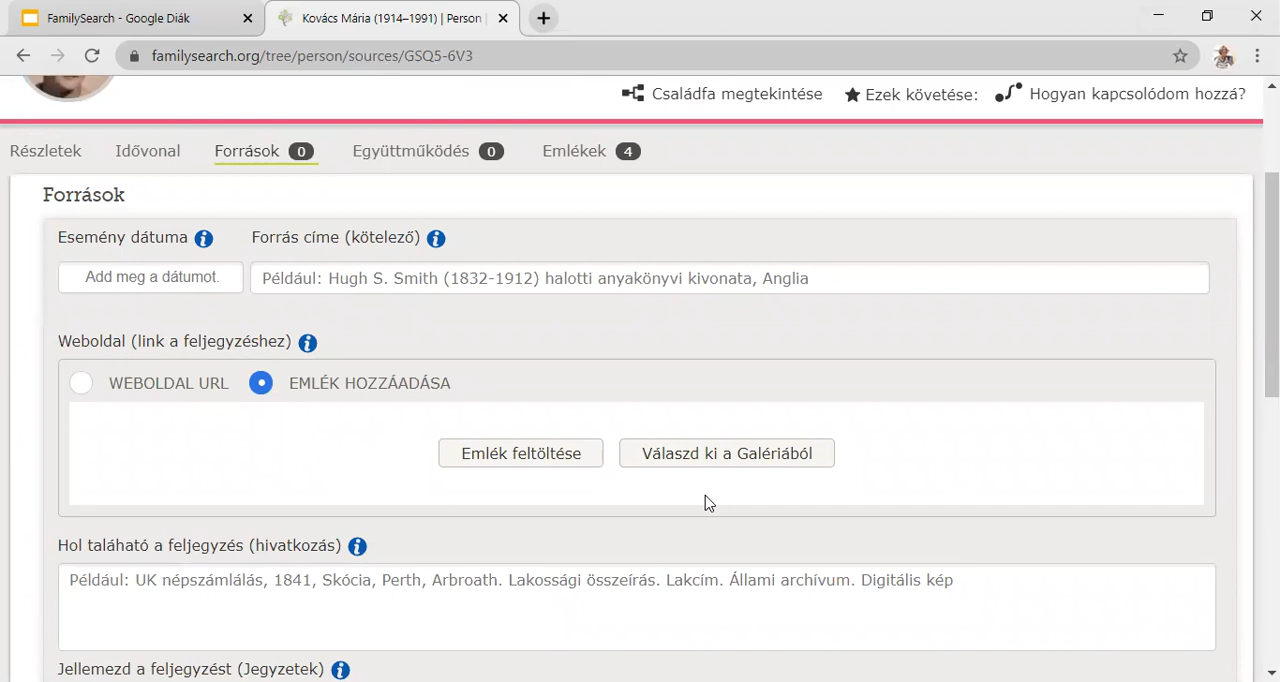 FamilySearch - Google Diák
Kovács Mária (1914–1991) | Person
familysearch.org/tree/person/sources/GSQ5-6V3
Családfa megtekintése
Ezek követése:
Hogyan kapcsolódom hozzá?
Részletek
Idővonal
Források 0
Együttműködés 0
Emlékek 4
Források
Esemény dátuma
Forrás címe (kötelező)
Add meg a dátumot.
Például: Hugh S. Smith (1832-1912) halotti anyakönyvi kivonata, Anglia
Weboldal (link a feljegyzéshez)
WEBOLDAL URL
EMLÉK HOZZÁADÁSA
Emlék feltöltése
Válaszd ki a Galériából
Hol található a feljegyzés (hivatkozás)
Például: UK népszámlálás, 1841, Skócia, Perth, Arbroath. Lakossági összeírás. Lakcím. Állami archívum. Digitális kép
Jellemezd a feljegyzést (Jegyzetek)